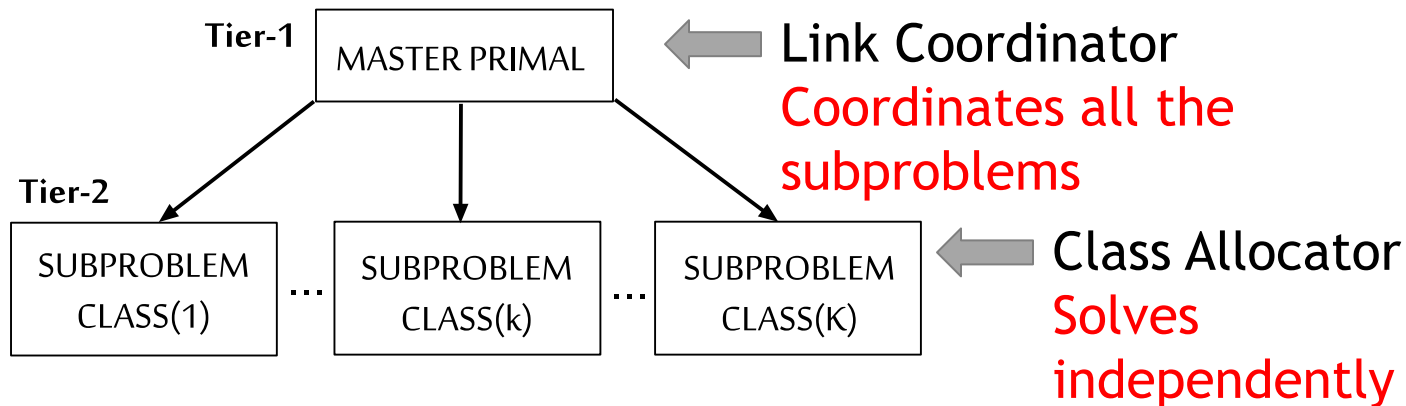 Tier-1
MASTER PRIMAL
Link Coordinator
Coordinates all the
subproblems
Tier-2
SUBPROBLEM
CLASS(1)
...
SUBPROBLEM
CLASS(k)
...
SUBPROBLEM
CLASS(K)
Class Allocator
Solves
independently